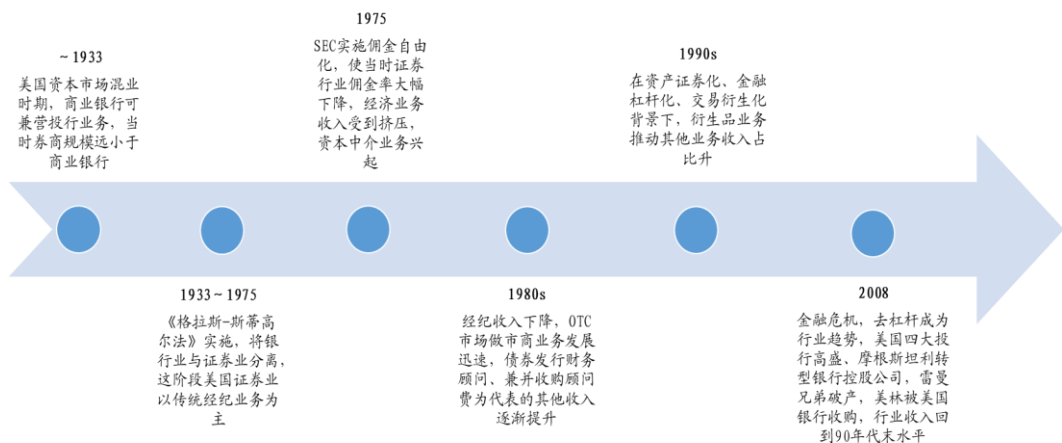 ~1933
美国资本市场混业
时期，商业银行可
兼营投行业务，当
时券商规模远小于
商业银行
1933~1975
《格拉斯-斯蒂高
尔法》实施，将银
行业与证券业分离，
这阶段美国证券业
以传统经纪业务为
主
1975
SEC实施佣金自由
化，使当时证券
行业佣金率大幅
下降，经济业务
收入受到挤压，
资本中介业务兴
起
1980s
经纪收入下降，OTC
市场做市商业务发展
迅速，债券发行财务
顾问、兼并收购顾问
费为代表的其他收入
逐渐提升
1990s
在资产证券化、金融
杠杆化、交易衍生化
背景下，衍生品业务
推动其他业务收入占
比升
2008
金融危机，去杠杆成为
行业趋势，美国四大投
行高盛、摩根斯坦利转
型银行控股公司，雷曼
兄弟破产，美林被美国
银行收购，行业收入回
到90年代末水平